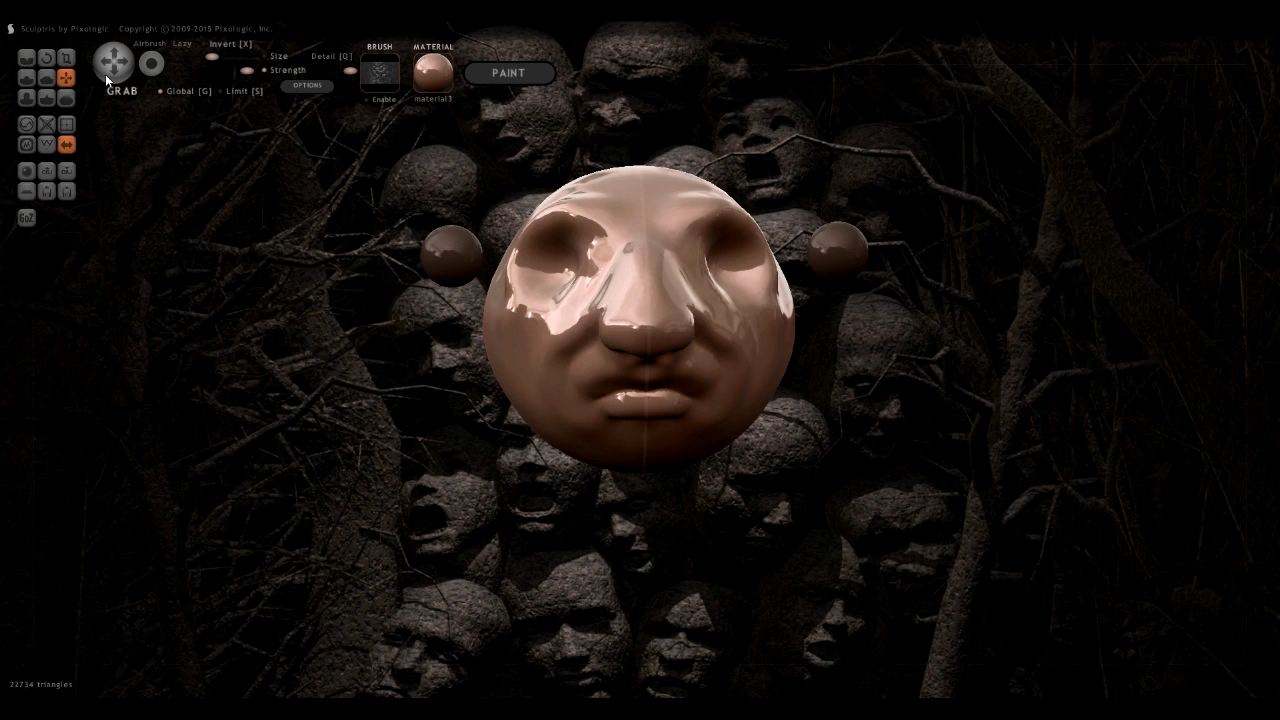 Sculptris by Pixologic Copyright © 2009-2015 Pixologic, Inc.
Airbrush Lazy Invert [X]
BRUSH MATERIAL
Size Detail [Q]
Strength
PAINT
OPTIONS
GRAB Global [G] Limit [S]
Enable material3
GoZ
22734 triangles